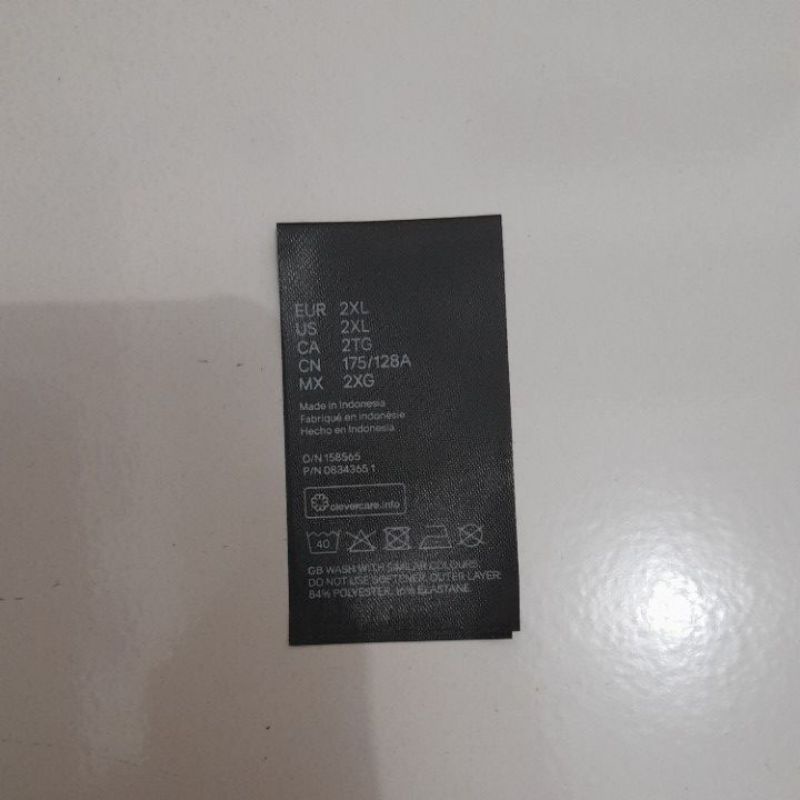 EUR 2XL
US 2XL
CA 2TG
CN 175/128A
MX 2XG
Made in Indonesia
Fabriqué en Indonésie
Hecho en Indonesia
O/N 158565
P/N 0834365 1
clevercare.info
40
GB WASH WITH SIMILAR COLOURS.
DO NOT USE SOFTENER. OUTER LAYER:
84% POLYESTER, 16% ELASTANE